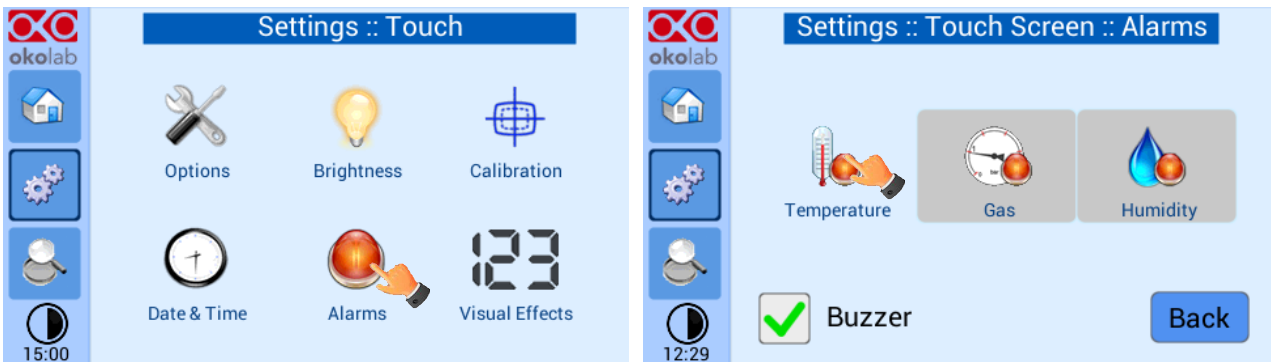 Settings :: Touch
okolab
Options
Brightness
Calibration
Date & Time
Alarms
123
Visual Effects
15:00
Settings :: Touch Screen :: Alarms
okolab
Temperature
Gas
Humidity
Buzzer
Back
12:29